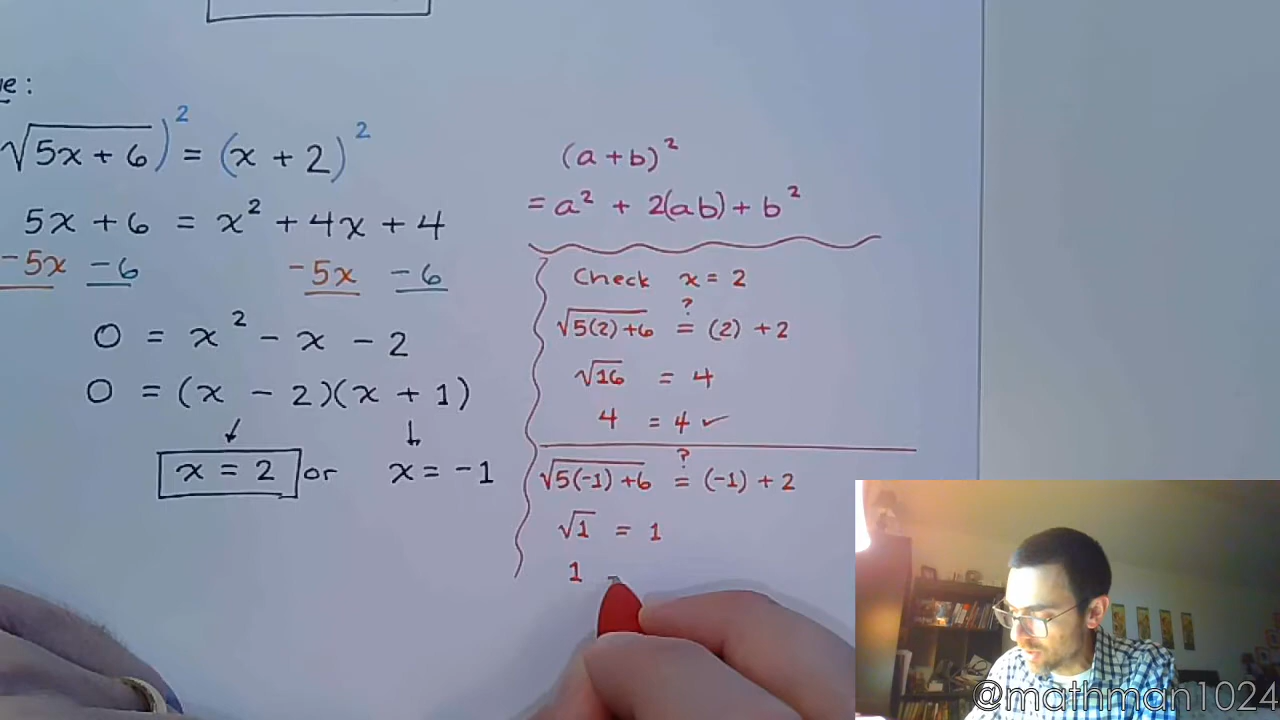 e:
√5x + 6)² = (x + 2)²
5x + 6 = x² + 4x + 4
-5x -6 -5x -6
0 = x² - x - 2
0 = (x - 2)(x + 1)
↓ ↓
x = 2 or x = -1
(a + b)²
= a² + 2(ab) + b²
Check x = 2
√5(2)+6 ?= (2) + 2
√16 = 4
4 = 4 ✓
√5(-1)+6 ?= (-1) + 2
√1 = 1
1
@mathman1024